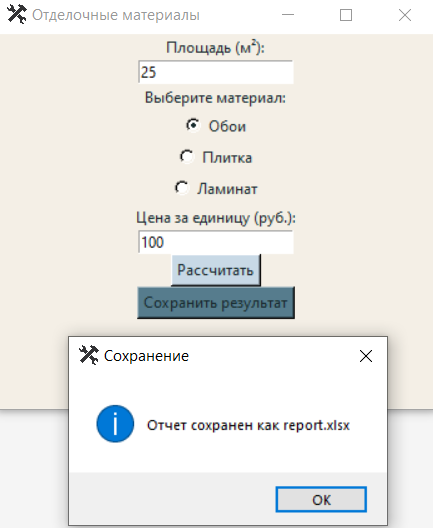 Отделочные материалы
Площадь (м²):
25
Выберите материал:
Обои
Плитка
Ламинат
Цена за единицу (руб.):
100
Рассчитать
Сохранить результат
Сохранение
Отчет сохранен как report.xlsx
OK